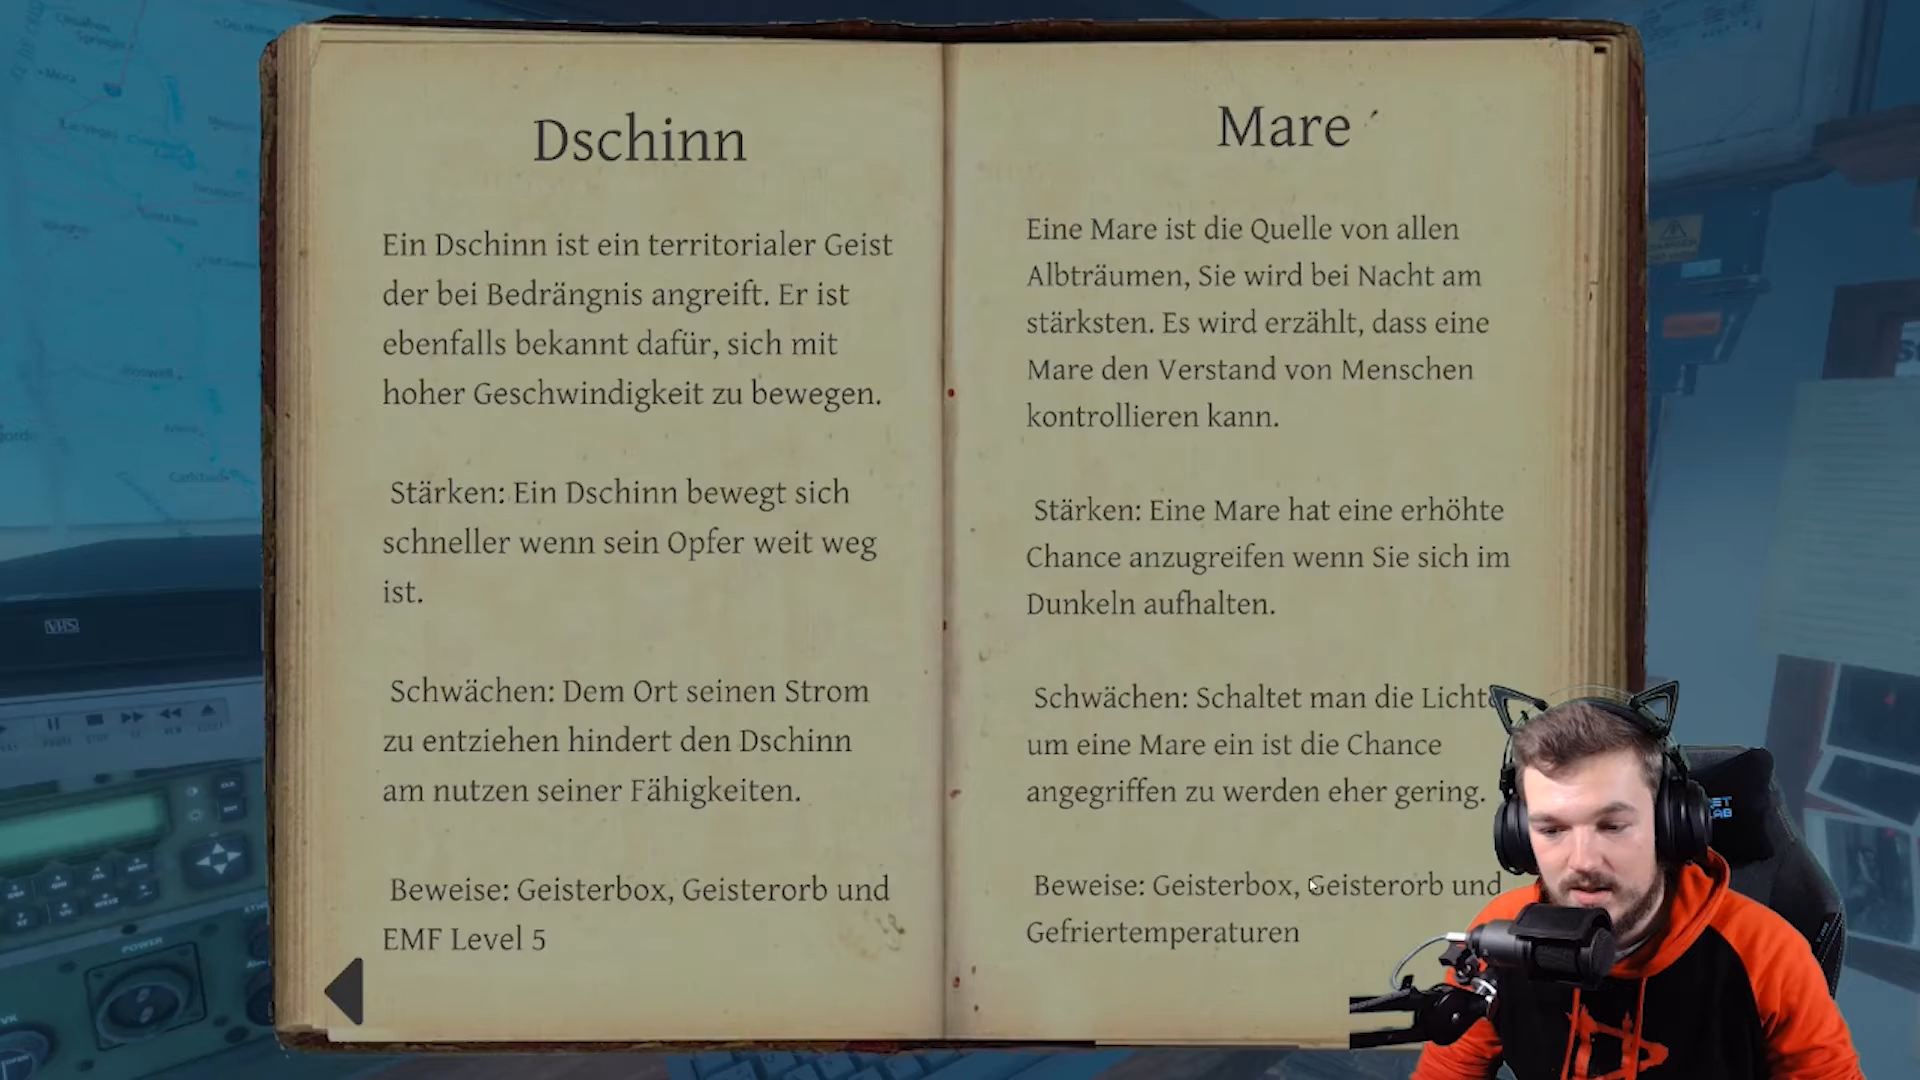 Dschinn
Ein Dschinn ist ein territorialer Geist
der bei Bedrängnis angreift. Er ist
ebenfalls bekannt dafür, sich mit
hoher Geschwindigkeit zu bewegen.
Stärken: Ein Dschinn bewegt sich
schneller wenn sein Opfer weit weg
ist.
Schwächen: Dem Ort seinen Strom
zu entziehen hindert den Dschinn
am nutzen seiner Fähigkeiten.
Beweise: Geisterbox, Geisterorb und
EMF Level 5
Mare
Eine Mare ist die Quelle von allen
Albträumen, Sie wird bei Nacht am
stärksten. Es wird erzählt, dass eine
Mare den Verstand von Menschen
kontrollieren kann.
Stärken: Eine Mare hat eine erhöhte
Chance anzugreifen wenn Sie sich im
Dunkeln aufhalten.
Schwächen: Schaltet man die Lichte
um eine Mare ein ist die Chance
angegriffen zu werden eher gering.
Beweise: Geisterbox, Geisterorb und
Gefriertemperaturen
VHS
POWER